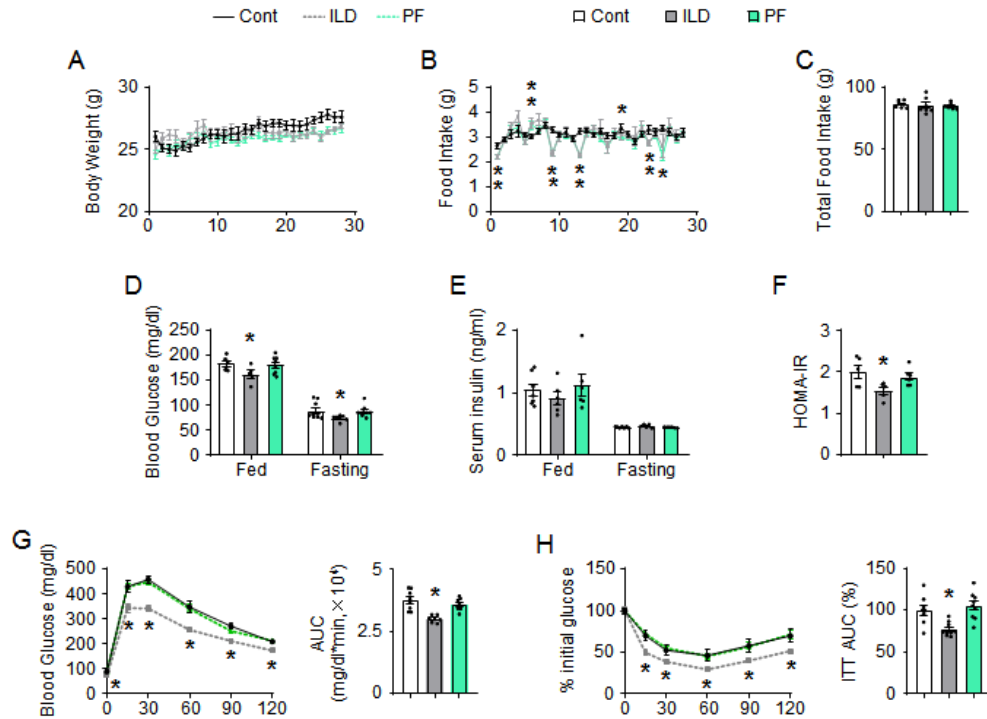 Cont ILD PF Cont ILD PF
A
Body Weight (g)
30
25
20
0 10 20 30
B
Food Intake (g)
5
4
3
2
1
0
0 10 20 30
* * * * * * * * * * * *
C
Total Food Intake (g)
100
50
0
D
Blood Glucose (mg/dl)
250
200
150
100
50
0
* *
Fed Fasting
E
Serum insulin (ng/ml)
2
1
0
Fed Fasting
F
HOMA-IR
3
2
1
0
*
G
Blood Glucos (mg/dl)
500
400
300
200
100
0
* * * * * *
0 30 60 90 120
AUC
(mg/dl*min,×10⁴)
5
3
0
*
H
% initial glucose
150
100
50
0
* * * * *
0 30 60 90 120
ITT AUC (%)
150
100
50
0
*